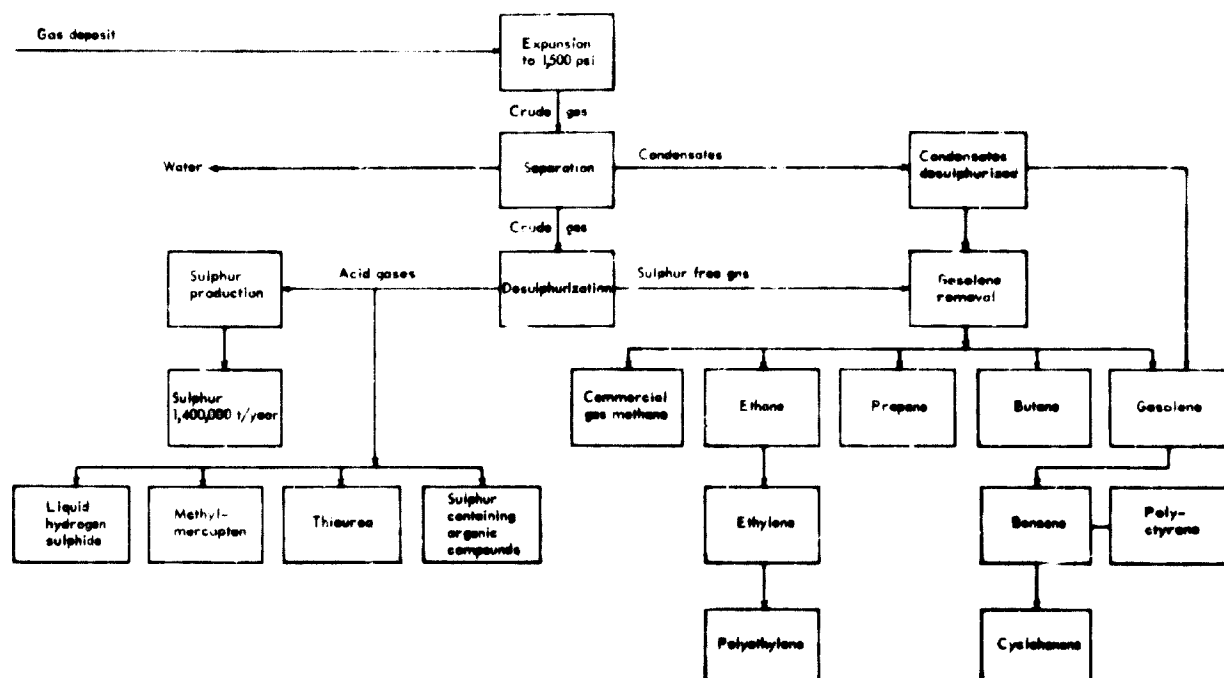 Gas deposit
Expansion
to 1,500 psi
Crude gas
Water
Separation
Condensates
Condensates
desulphurized
Crude gas
Sulphur
production
Acid gases
Desulphurization
Sulphur free gas
Gasolene
removal
Sulphur
1,400,000 t/year
Commercial
gas methane
Ethane
Propane
Butane
Gasolene
Liquid
hydrogen
sulphide
Methyl-
mercaptan
Thiourea
Sulphur
containing
organic
compounds
Ethylene
Benzene
Poly-
ctyrene
Polyethylene
Cyclohexane